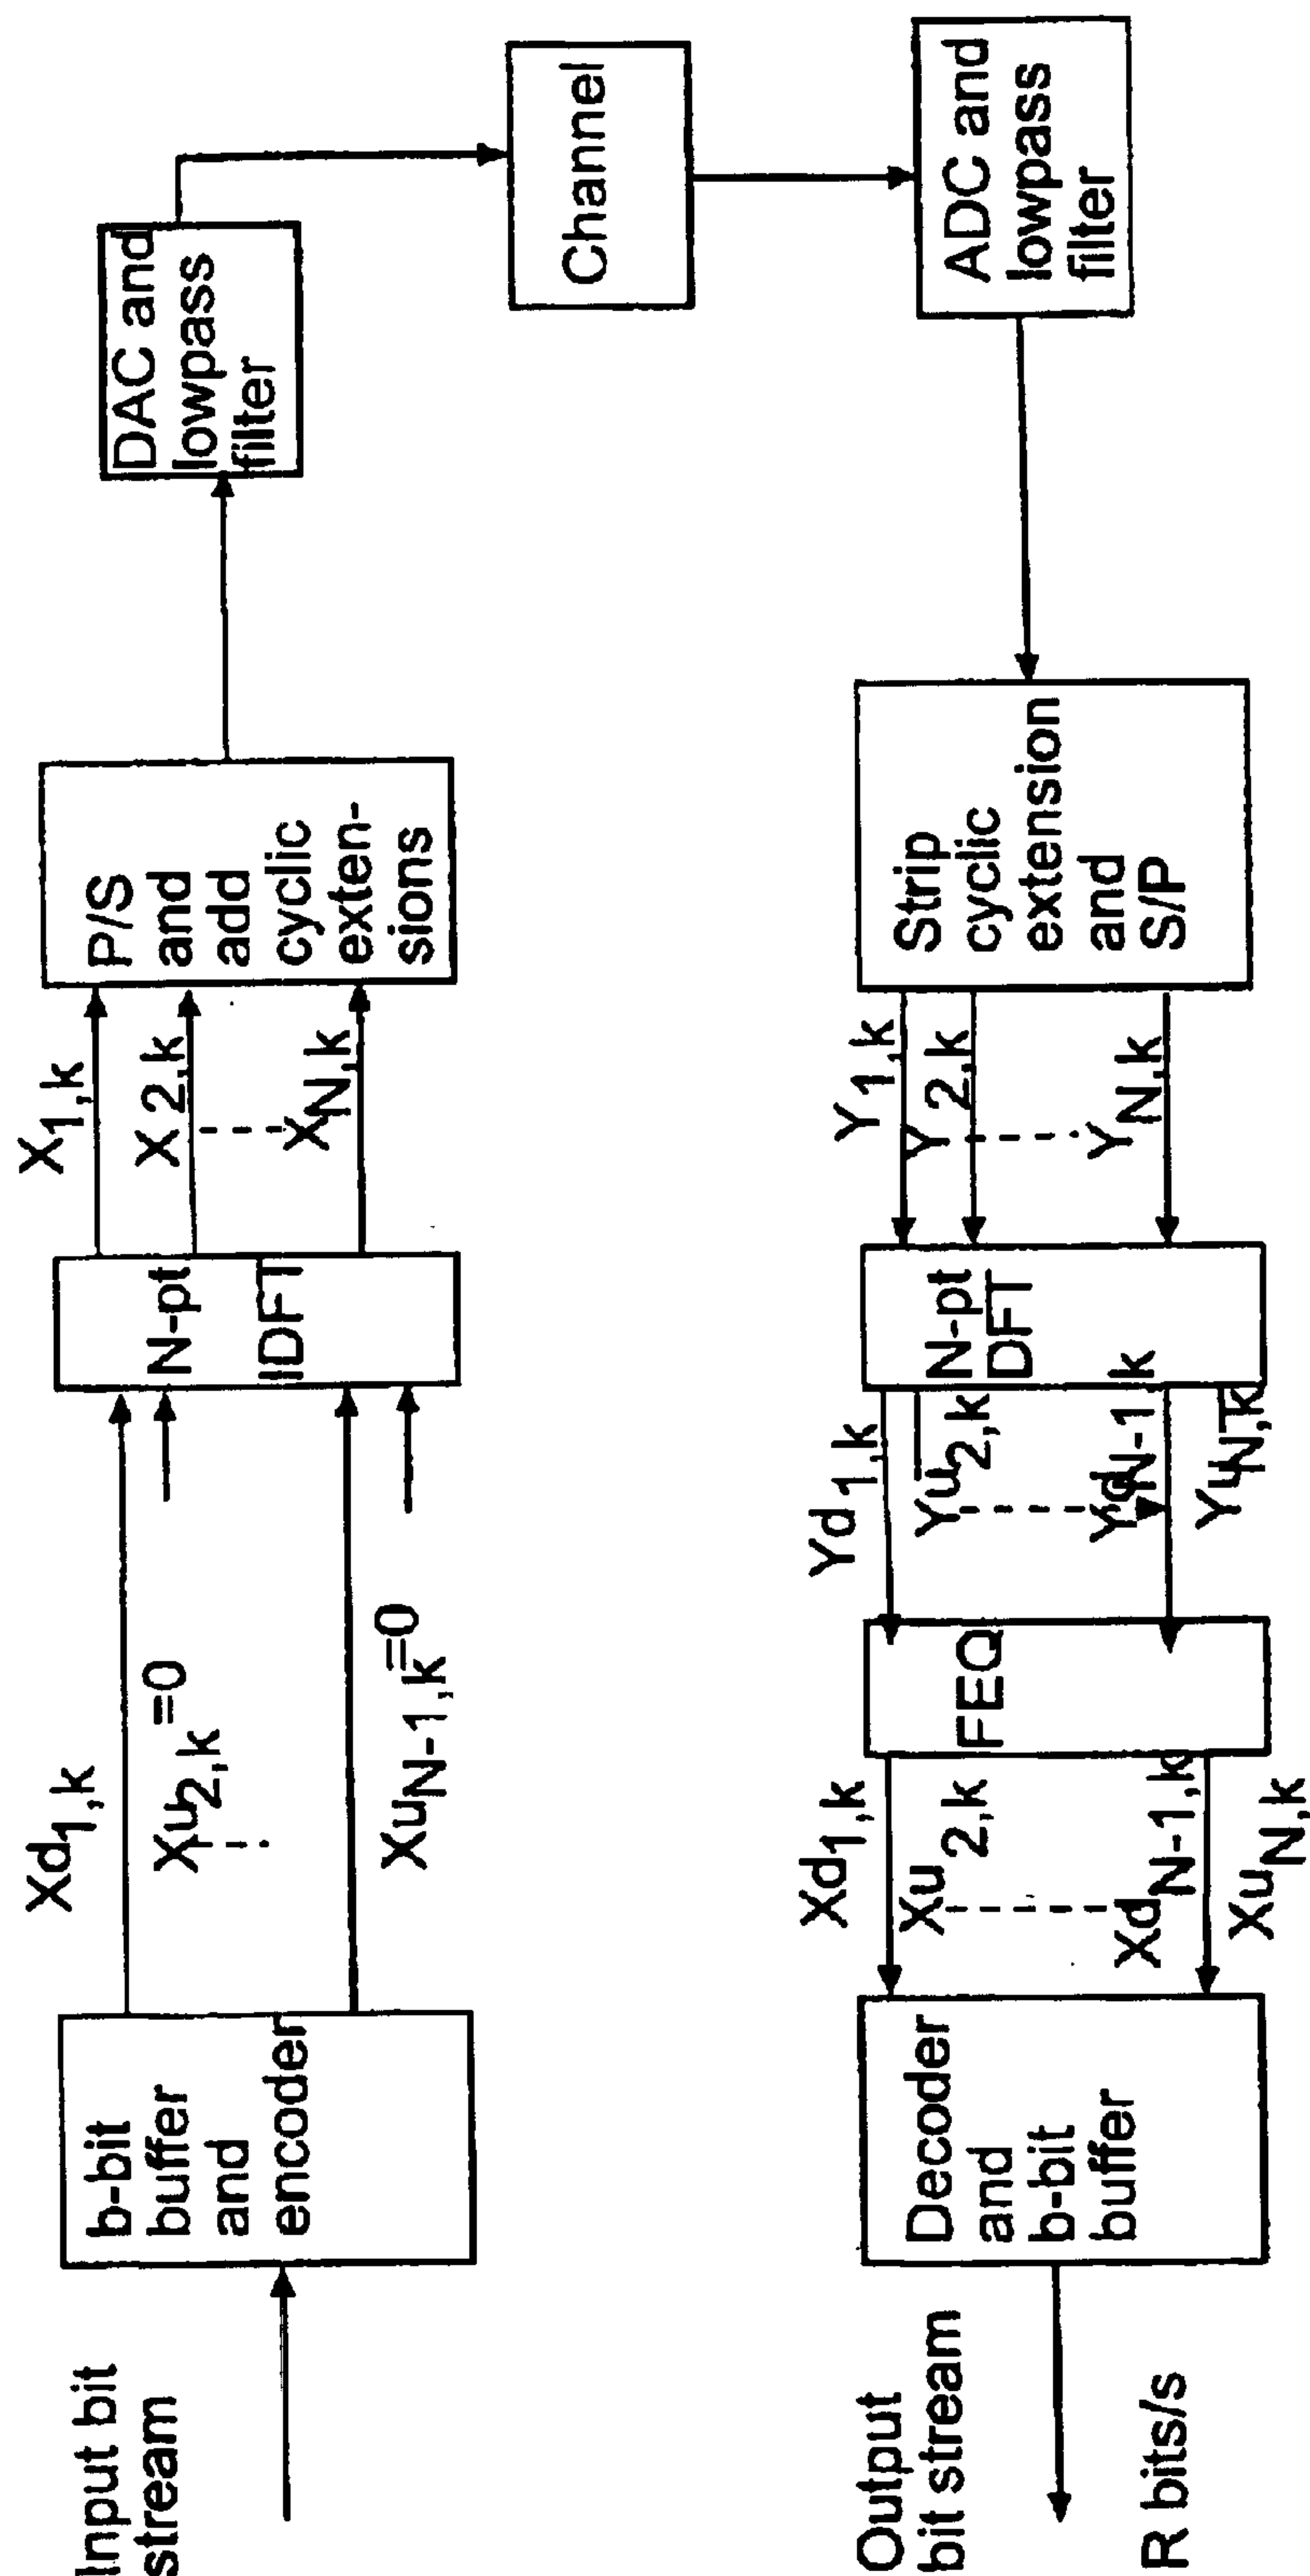 Input bit
stream
b-bit
buffer
and
encoder
Xd1,k
Xu2,k=0
XuN-1,k=0
N-pt
IDFT
X1,k
X2,k
XN,k
P/S
and
add
cyclic
exten-
sions
DAC and
lowpass
filter
Channel
ADC and
lowpass
filter
Strip
cyclic
extension
and
S/P
Y1,k
Y2,k
YN,k
N-pt
DFT
Yd1,k
Yu2,k
YdN-1,k
YuN,k
FEQ
Xd1,k
Xu2,k
XdN-1,k
XuN,k
Decoder
and
b-bit
buffer
Output
bit stream
R bits/s